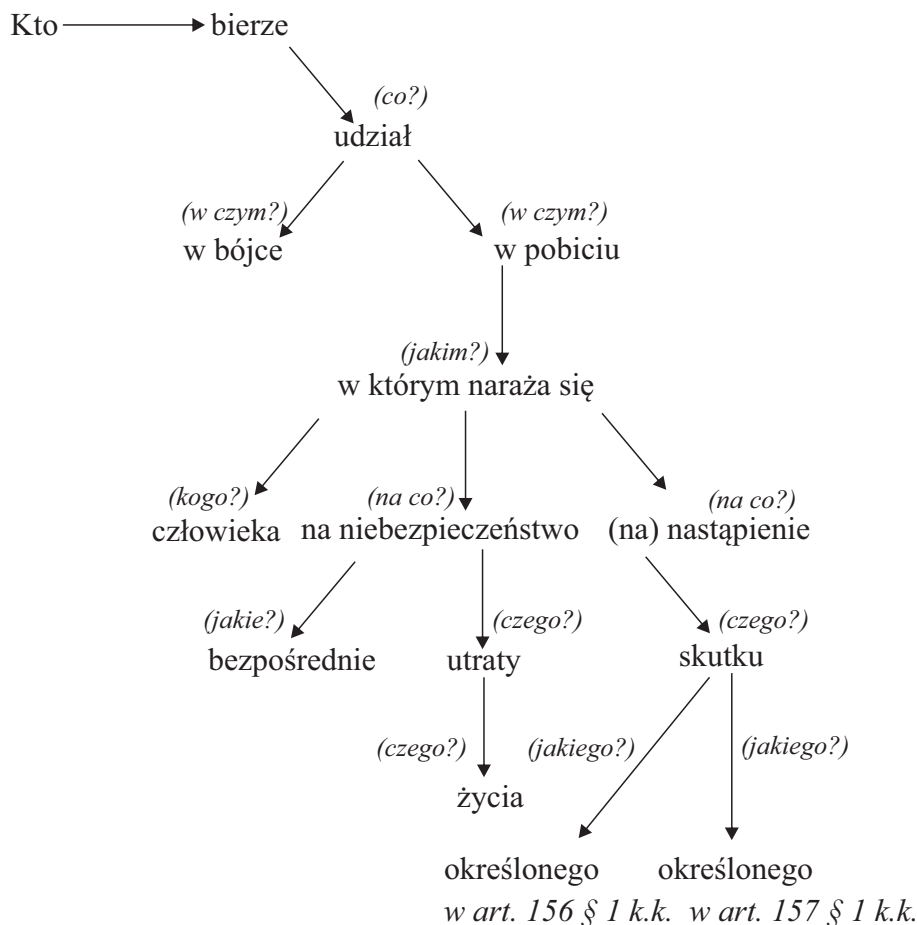 Kto bierze
(co?)
udział
(w czym?) (w czym?)
w bójce w pobiciu
(jakim?)
w którym naraża się
(kogo?) (na co?) (na co?)
człowieka na niebezpieczeństwo (na) nastąpienie
(jakie?) (czego?) (czego?)
bezpośrednie utraty skutku
(czego?) (jakiego?) (jakiego?)
życia
określonego określonego
w art. 156 § 1 k.k. w art. 157 § 1 k.k.